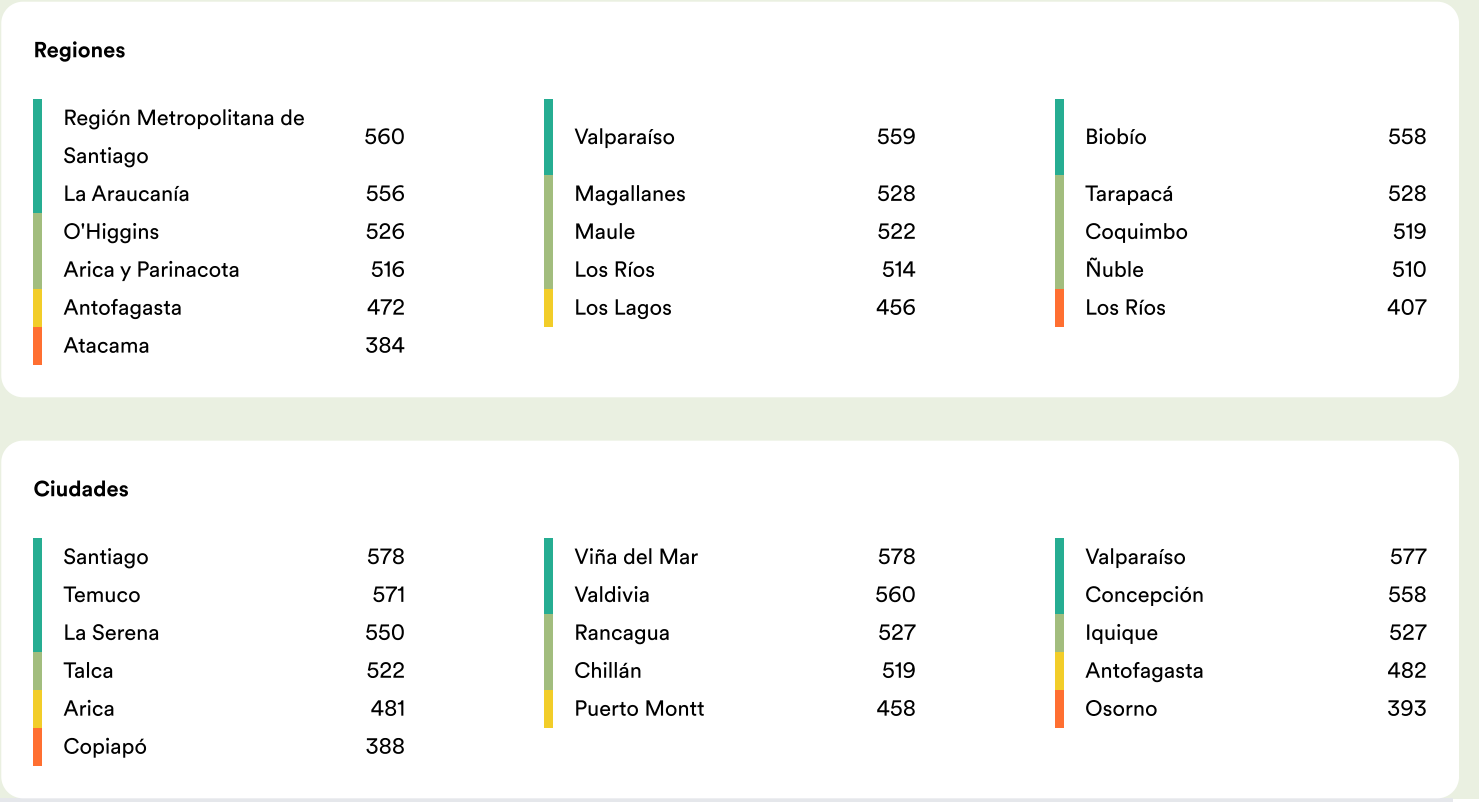 Regiones
Región Metropolitana de
Santiago
560
Valparaíso 559
Biobío 558
La Araucanía 556
Magallanes 528
Tarapacá 528
O'Higgins 526
Maule 522
Coquimbo 519
Arica y Parinacota 516
Los Ríos 514
Ñuble 510
Antofagasta 472
Los Lagos 456
Los Ríos 407
Atacama 384
Ciudades
Santiago 578
Viña del Mar 578
Valparaíso 577
Temuco 571
Valdivia 560
Concepción 558
La Serena 550
Rancagua 527
Iquique 527
Talca 522
Chillán 519
Antofagasta 482
Arica 481
Puerto Montt 458
Osorno 393
Copiapó 388